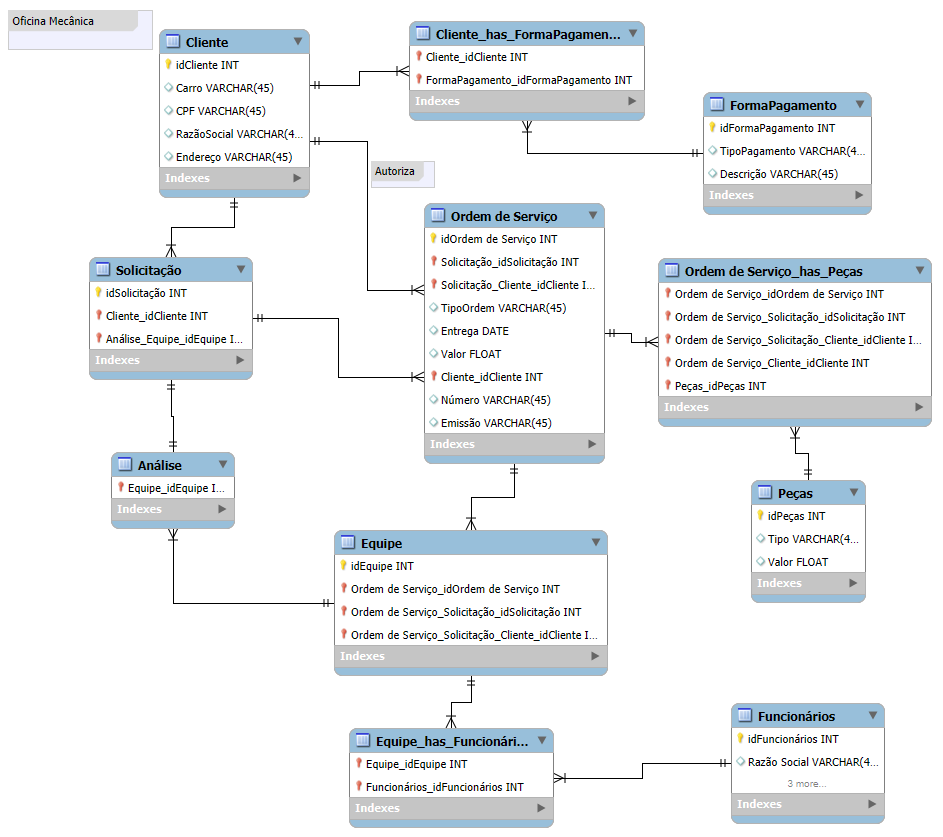 Oficina Mecânica
Cliente
idCliente INT
Carro VARCHAR(45)
CPF VARCHAR(45)
RazãoSocial VARCHAR(4...
Endereço VARCHAR(45)
Indexes
Cliente_has_FormaPagamen...
Cliente_idCliente INT
FormaPagamento_idFormaPagamento INT
Indexes
FormaPagamento
idFormaPagamento INT
TipoPagamento VARCHAR(4...
Descrição VARCHAR(45)
Indexes
Autoriza
Ordem de Serviço
idOrdem de Serviço INT
Solicitação_idSolicitação INT
Solicitação_Cliente_idCliente I...
TipoOrdem VARCHAR(45)
Entrega DATE
Valor FLOAT
Cliente_idCliente INT
Número VARCHAR(45)
Emissão VARCHAR(45)
Indexes
Solicitação
idSolicitação INT
Cliente_idCliente INT
Análise_Equipe_idEquipe I...
Indexes
Ordem de Serviço_has_Peças
Ordem de Serviço_idOrdem de Serviço INT
Ordem de Serviço_Solicitação_idSolicitação INT
Ordem de Serviço_Solicitação_Cliente_idCliente I...
Ordem de Serviço_Cliente_idCliente INT
Peças_idPeças INT
Indexes
Análise
Equipe_idEquipe I...
Indexes
Peças
idPeças INT
Tipo VARCHAR(4...
Valor FLOAT
Indexes
Equipe
idEquipe INT
Ordem de Serviço_idOrdem de Serviço INT
Ordem de Serviço_Solicitação_idSolicitação INT
Ordem de Serviço_Solicitação_Cliente_idCliente I...
Indexes
Equipe_has_Funcionári...
Equipe_idEquipe INT
Funcionários_idFuncionários INT
Indexes
Funcionários
idFuncionários INT
Razão Social VARCHAR(4...
3 more...
Indexes